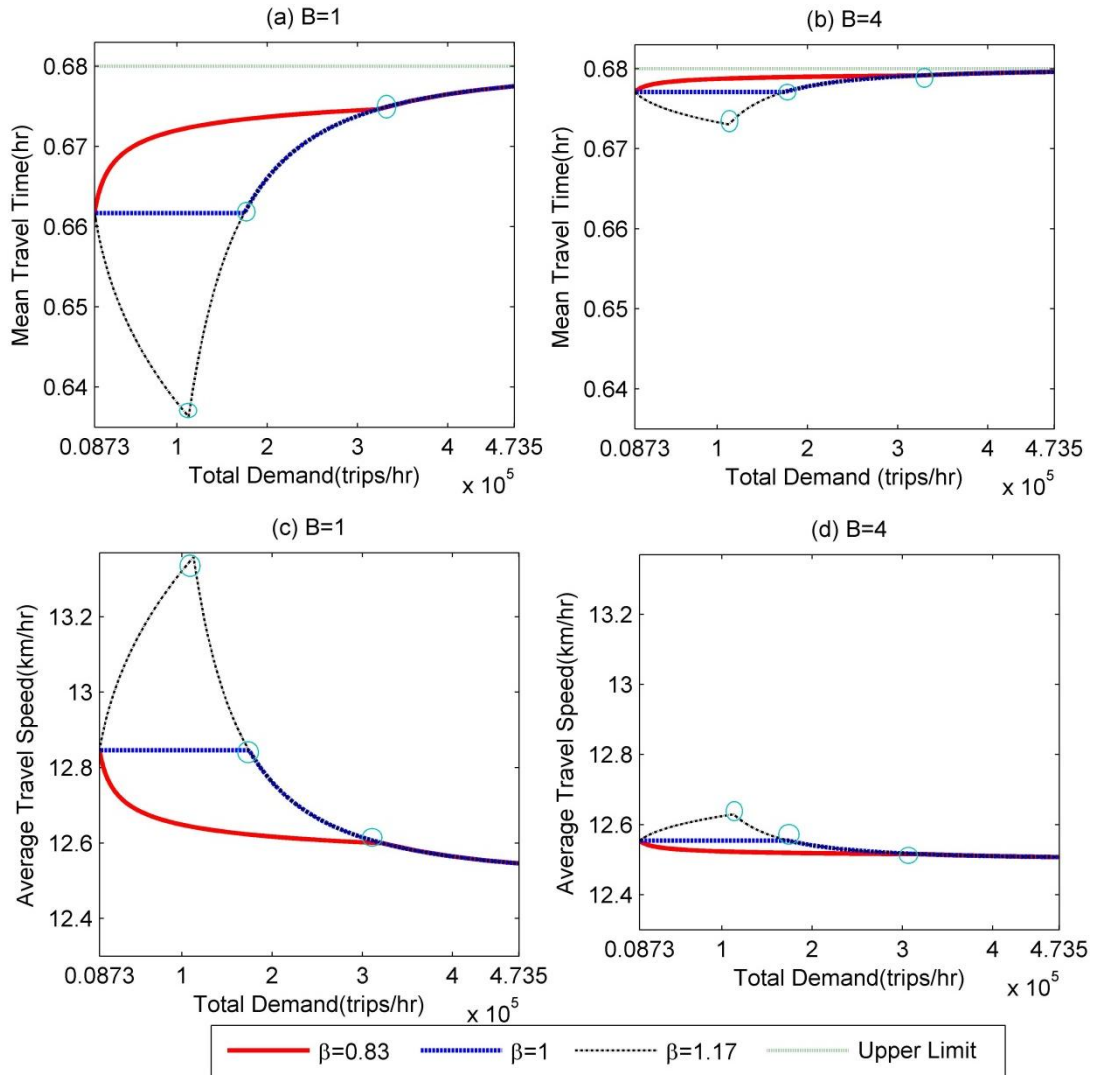 (a) B=1
Mean Travel Time(hr)
0.68
0.67
0.66
0.65
0.64
0.0873 1 2 3 4 4.735
Total Demand(trips/hr)
x 10^5
(b) B=4
Mean Travel Time(hr)
0.68
0.67
0.66
0.65
0.64
0.0873 1 2 3 4 4.735
Total Demand (trips/hr)
x 10^5
(c) B=1
Average Travel Speed(km/hr)
13.2
13
12.8
12.6
12.4
0.0873 1 2 3 4 4.735
Total Demand(trips/hr)
x 10^5
(d) B=4
Average Travel Speed(km/hr)
13.2
13
12.8
12.6
12.4
0.0873 1 2 3 4 4.735
Total Demand(trips/hr)
x 10^5
β=0.83 β=1 β=1.17 Upper Limit